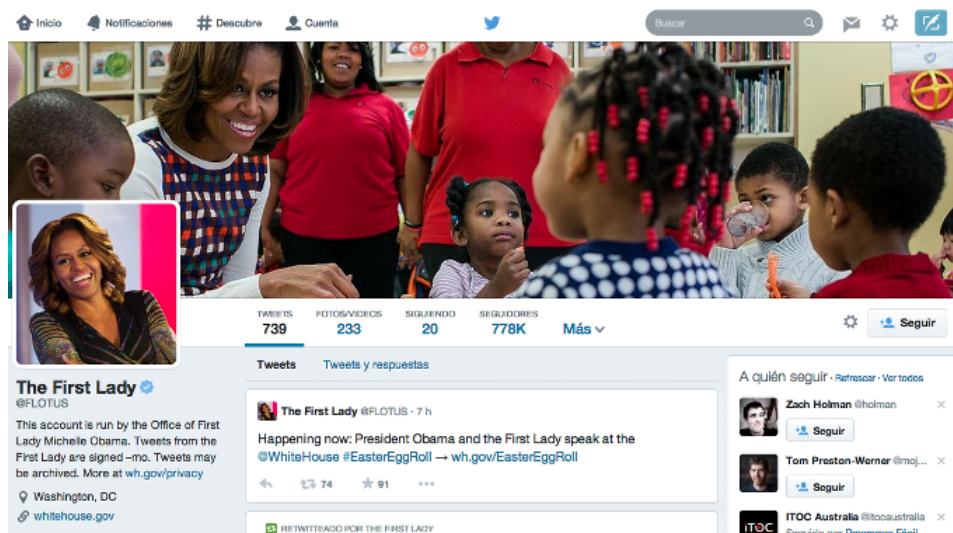 Inicio Notificaciones # Descubre Cuenta Buscar
TWEETS FOTOS/VIDEOS SIGUIENDO SEGUIDORES
739 233 20 778K Más
Seguir
Tweets Tweets y respuestas
The First Lady
@FLOTUS
This account is run by the Office of First
Lady Michelle Obama. Tweets from the
First Lady are signed –mo. Tweets may
be archived. More at wh.gov/privacy
Washington, DC
whitehouse.gov
The First Lady @FLOTUS · 7 h
Happening now: President Obama and the First Lady speak at the
@WhiteHouse #EasterEggRoll → wh.gov/EasterEggRoll
74 91
RETWITTEADO POR THE FIRST LADY
A quién seguir · Refrescar · Ver todos
Zach Holman @holman
Seguir
Tom Preston-Werner @moj...
Seguir
iTOC
ITOC Australia @itocaustralia